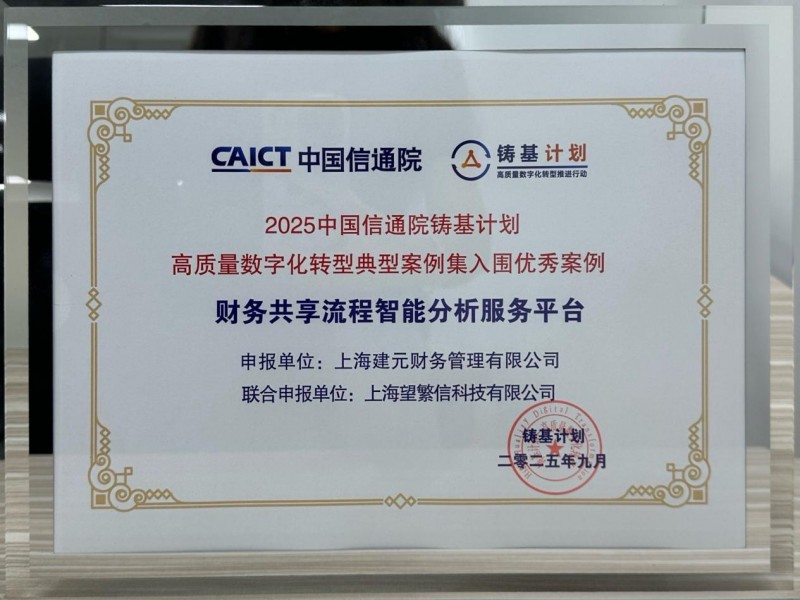 CAICT 中国信通院
铸基计划
高质量数字化转型推进行动
2025中国信通院铸基计划
高质量数字化转型典型案例集入围优秀案例
财务共享流程智能分析服务平台
申报单位：上海建元财务管理有限公司
联合申报单位：上海望繁信科技有限公司
铸基计划
二零二五年九月